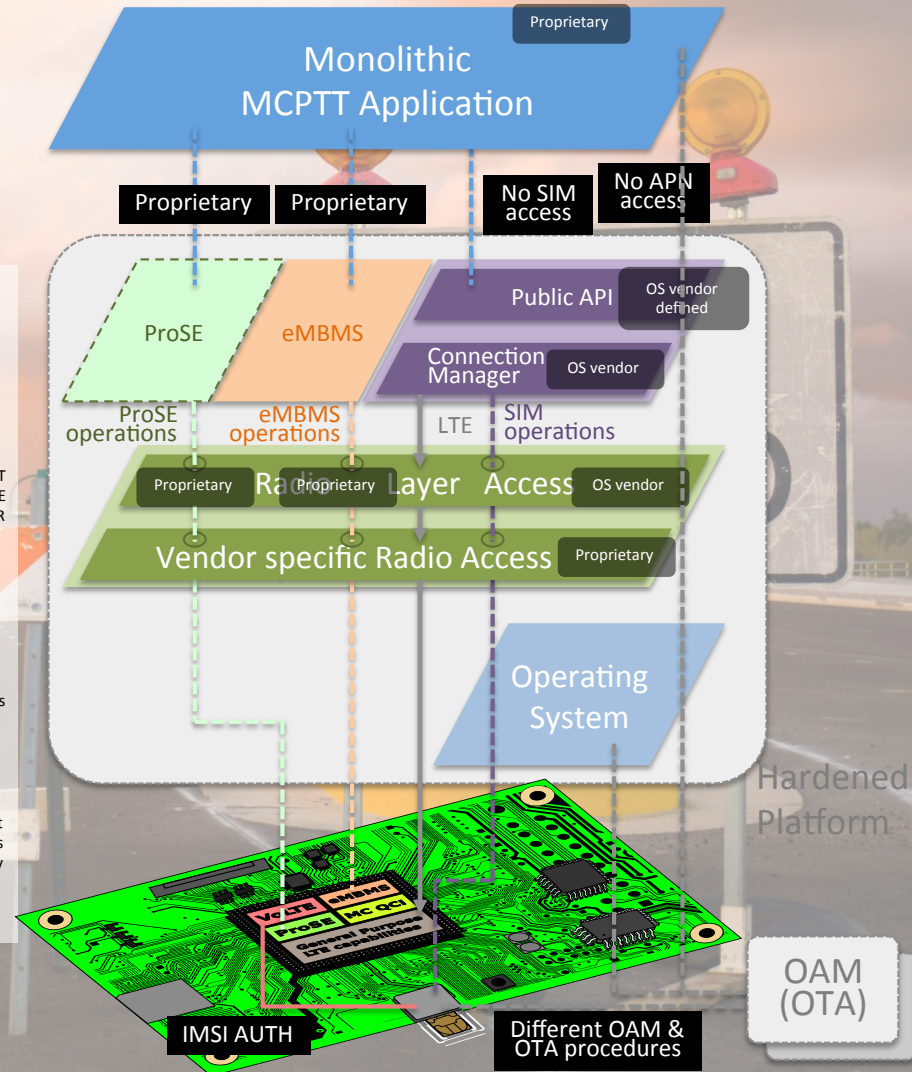 Proprietary
Monolithic
MCPTT Application
Proprietary
Proprietary
No SIM
access
No APN
access
Public API
OS vendor
defined
ProSE
eMBMS
Connection
Manager
OS vendor
ProSE
operations
eMBMS
operations
LTE
SIM
operations
T
E
R
Proprietary
Radio
Proprietary
Layer Access
OS vendor
Vendor specific Radio Access
Proprietary
Operating
System
s
t
s
y
Hardened
Platform
VoLTE
eMBMS
ProSE
MC QCI
General Purpose
LTE capabilities
OAM
(OTA)
IMSI AUTH
Different OAM &
OTA procedures